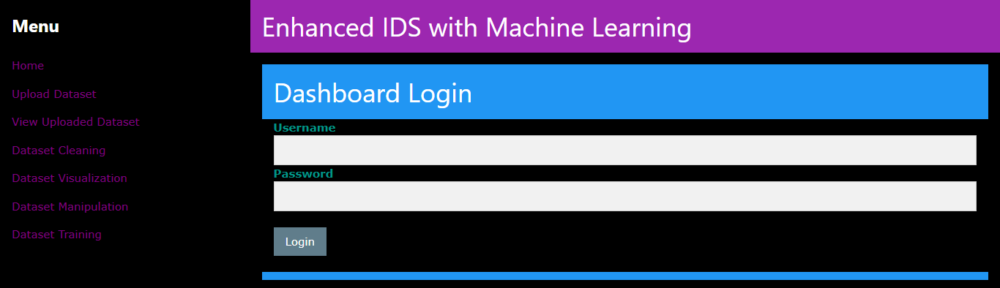 Menu
Home
Upload Dataset
View Uploaded Dataset
Dataset Cleaning
Dataset Visualization
Dataset Manipulation
Dataset Training
Enhanced IDS with Machine Learning
Dashboard Login
Username
Password
Login